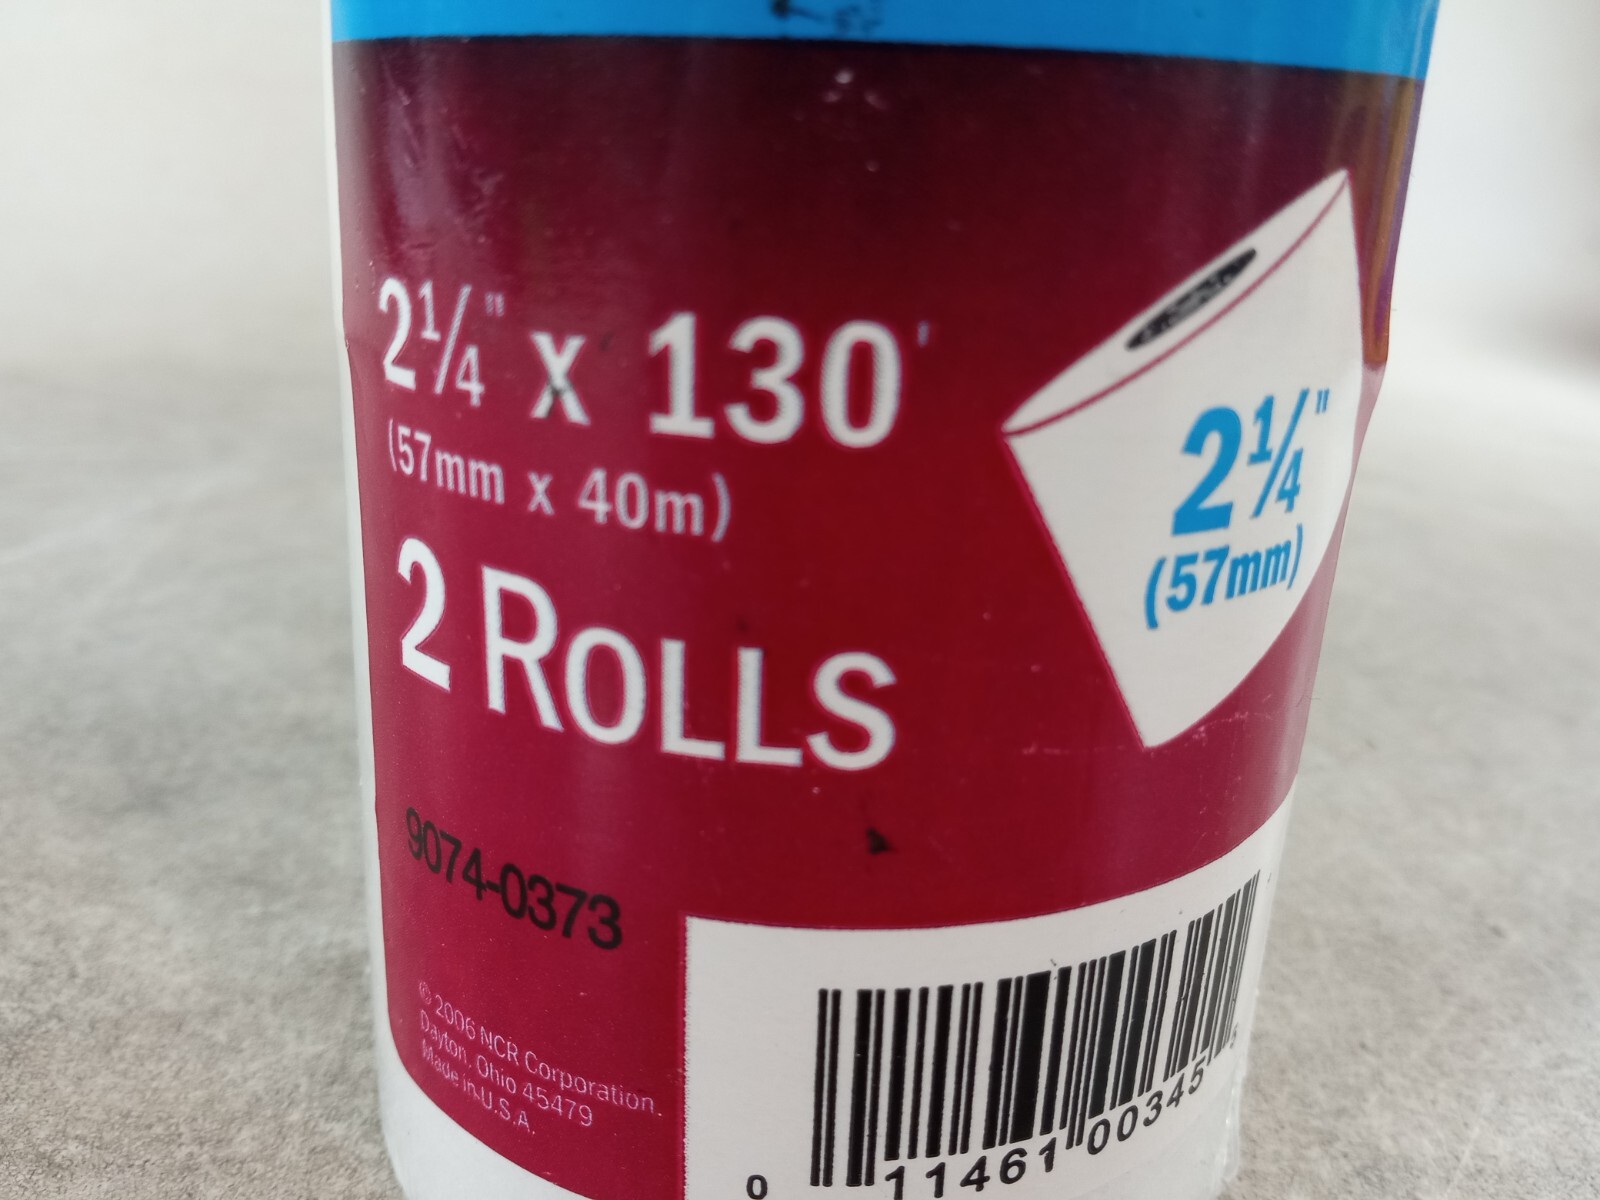 2¼" x 130'
(57mm x 40m)
2 ROLLS
2¼"
(57mm)
9074-0373
© 2006 NCR Corporation.
Dayton, Ohio 45479
Made in U.S.A.
0 11461 00345 5